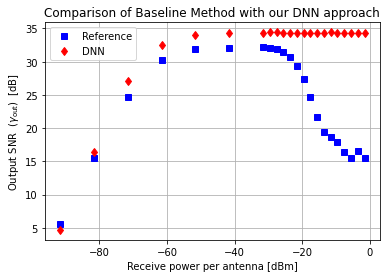 Comparison of Baseline Method with our DNN approach
Reference
DNN
Output SNR (γout) [dB]
35
30
25
20
15
10
5
−80
−60
−40
−20
0
Receive power per antenna [dBm]